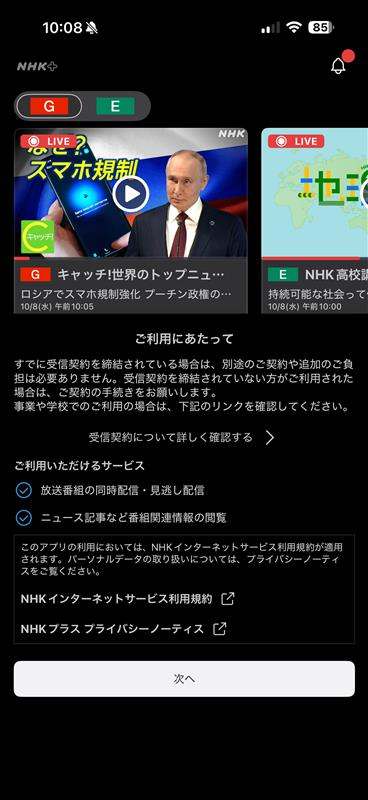 10:08
85
NHK+
G
E
LIVE
なぜ?
スマホ規制
NHK
キャッチ!
G キャッチ!世界のトップニュ…
ロシアでスマホ規制強化 プーチン政権の…
10/8(水) 午前10:05
LIVE
E NHK高校講
持続可能な社会って
10/8(水) 午前10:00
ご利用にあたって
すでに受信契約を締結されている場合は、別途のご契約や追加のご負
担は必要ありません。受信契約を締結されていない方がご利用された
場合は、ご契約の手続きをお願いします。
事業や学校でのご利用の場合は、下記のリンクを確認してください。
受信契約について詳しく確認する
ご利用いただけるサービス
放送番組の同時配信・見逃し配信
ニュース記事など番組関連情報の閲覧
このアプリの利用においては、NHKインターネットサービス利用規約が適用
されます。パーソナルデータの取り扱いについては、プライバシーノーティ
スをご覧ください。
NHKインターネットサービス利用規約
NHKプラス プライバシーノーティス
次へ